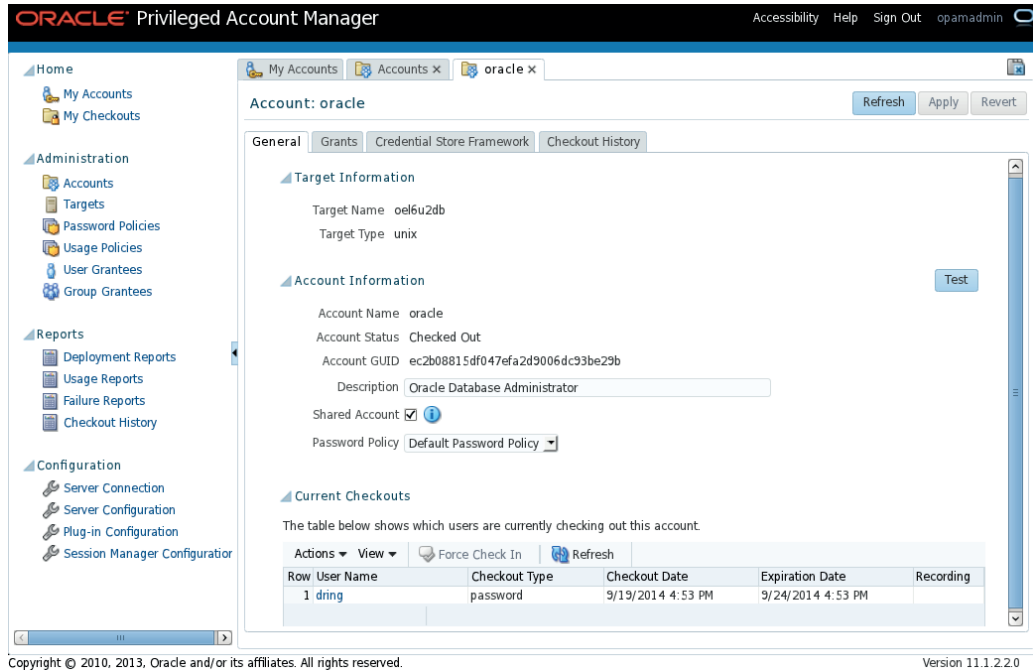 ORACLE Privileged Account Manager
Accessibility Help Sign Out opamadmin
Home
My Accounts
My Checkouts
Administration
Accounts
Targets
Password Policies
Usage Policies
User Grantees
Group Grantees
Reports
Deployment Reports
Usage Reports
Failure Reports
Checkout History
Configuration
Server Connection
Server Configuration
Plug-in Configuration
Session Manager Configuration
My Accounts Accounts × oracle ×
Account: oracle
Refresh Apply Revert
General Grants Credential Store Framework Checkout History
Target Information
Target Name oel6u2db
Target Type unix
Account Information
Test
Account Name oracle
Account Status Checked Out
Account GUID ec2b08815df047efa2d9006dc93be29b
Description Oracle Database Administrator
Shared Account
Password Policy Default Password Policy
Current Checkouts
The table below shows which users are currently checking out this account.
Actions View Force Check In Refresh
Row User Name Checkout Type Checkout Date Expiration Date Recording
1 dring password 9/19/2014 4:53 PM 9/24/2014 4:53 PM
Copyright © 2010, 2013, Oracle and/or its affiliates. All rights reserved.
Version 11.1.2.2.0